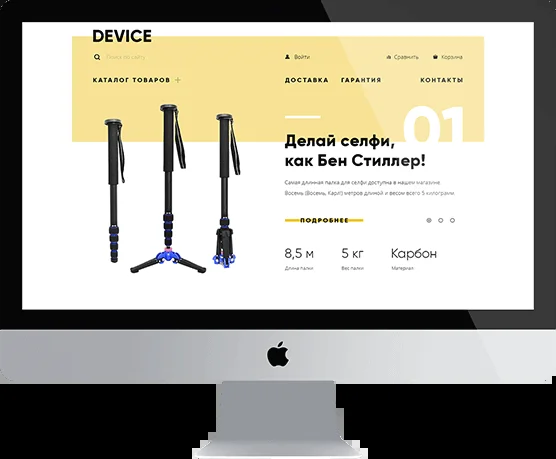 DEVICE
Поиск по сайту
Войти
Сравнить
Корзина
КАТАЛОГ ТОВАРОВ
ДОСТАВКА
ГАРАНТИЯ
КОНТАКТЫ
01
Делай селфи,
как Бен Стиллер!
Самая длинная палка для селфи доступна в нашем магазине.
Восемь (Восемь, Карл!) метров длиной и весом всего 5 килограмм.
ПОДРОБНЕЕ
8,5 м
5 кг
Карбон
Длина палки
Вес палки
Материал